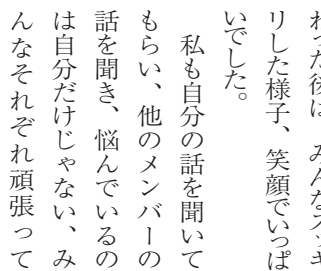 わった後は、みんなスッキ
リした様子、笑顔でいっぱ
いでした。
私も自分の話を聞いて
もらい、他のメンバーの
話を聞き、悩んでいるの
は自分だけじゃない、み
んなそれぞれ頑張って